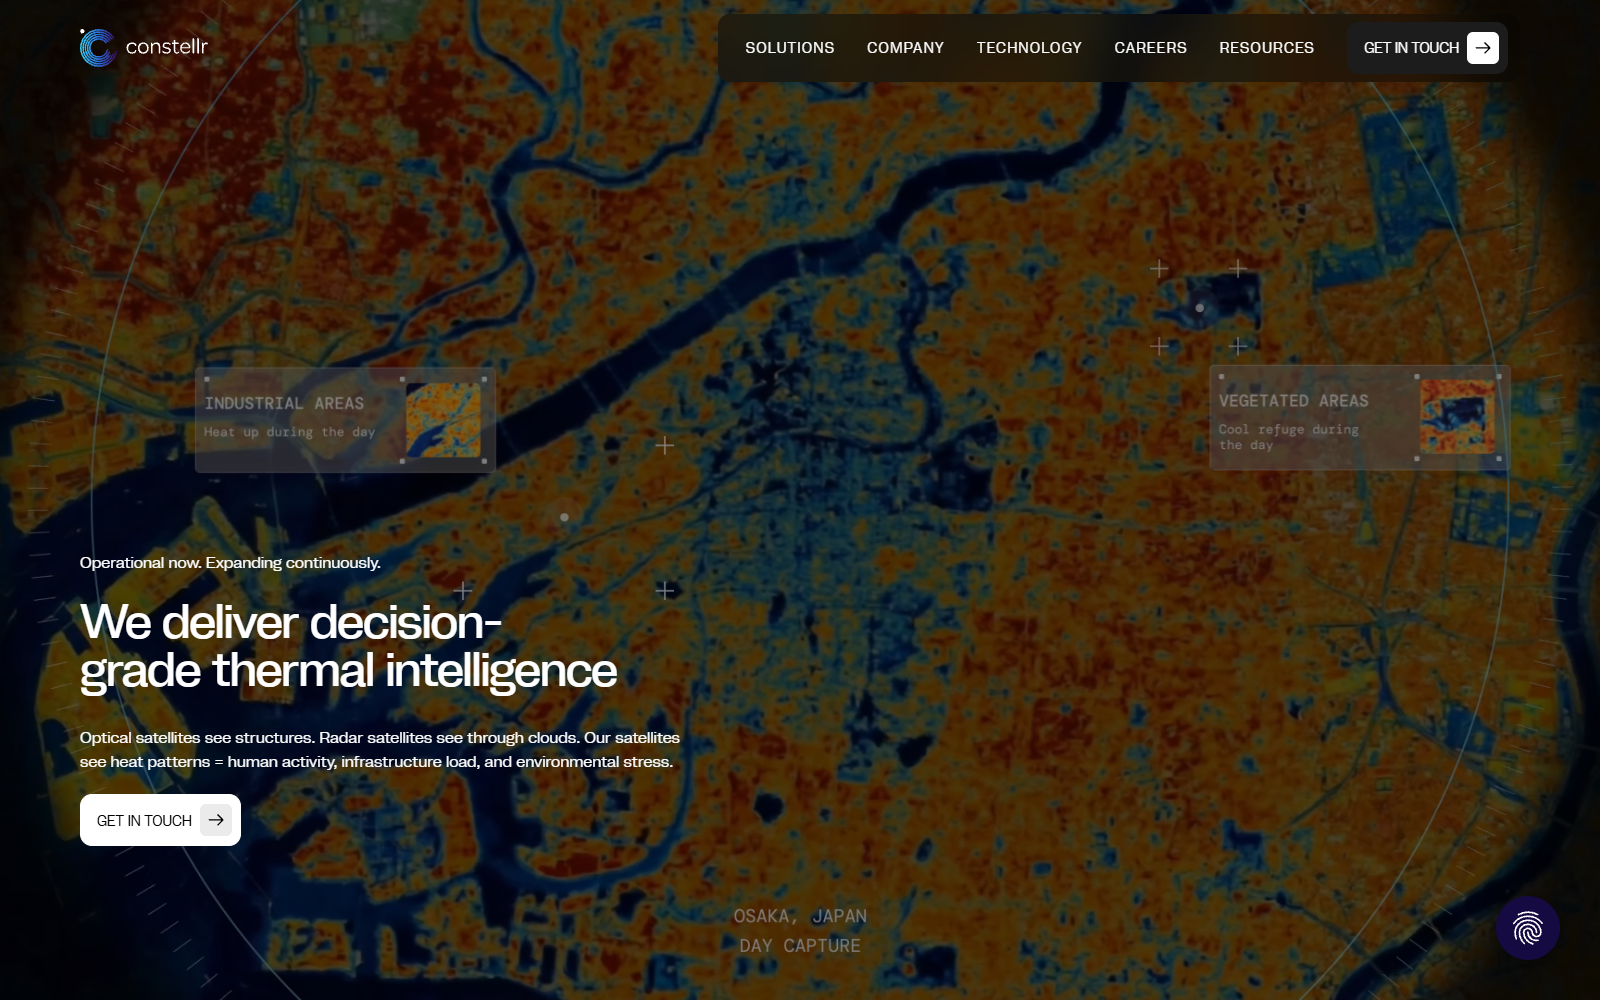 constellr
SOLUTIONS
COMPANY
TECHNOLOGY
CAREERS
RESOURCES
GET IN TOUCH
INDUSTRIAL AREAS
Heat up during the day
VEGETATED AREAS
Cool refuge during
the day
Operational now. Expanding continuously.
We deliver decision-
grade thermal intelligence
Optical satellites see structures. Radar satellites see through clouds. Our satellites
see heat patterns = human activity, infrastructure load, and environmental stress.
GET IN TOUCH
OSAKA, JAPAN
DAY CAPTURE